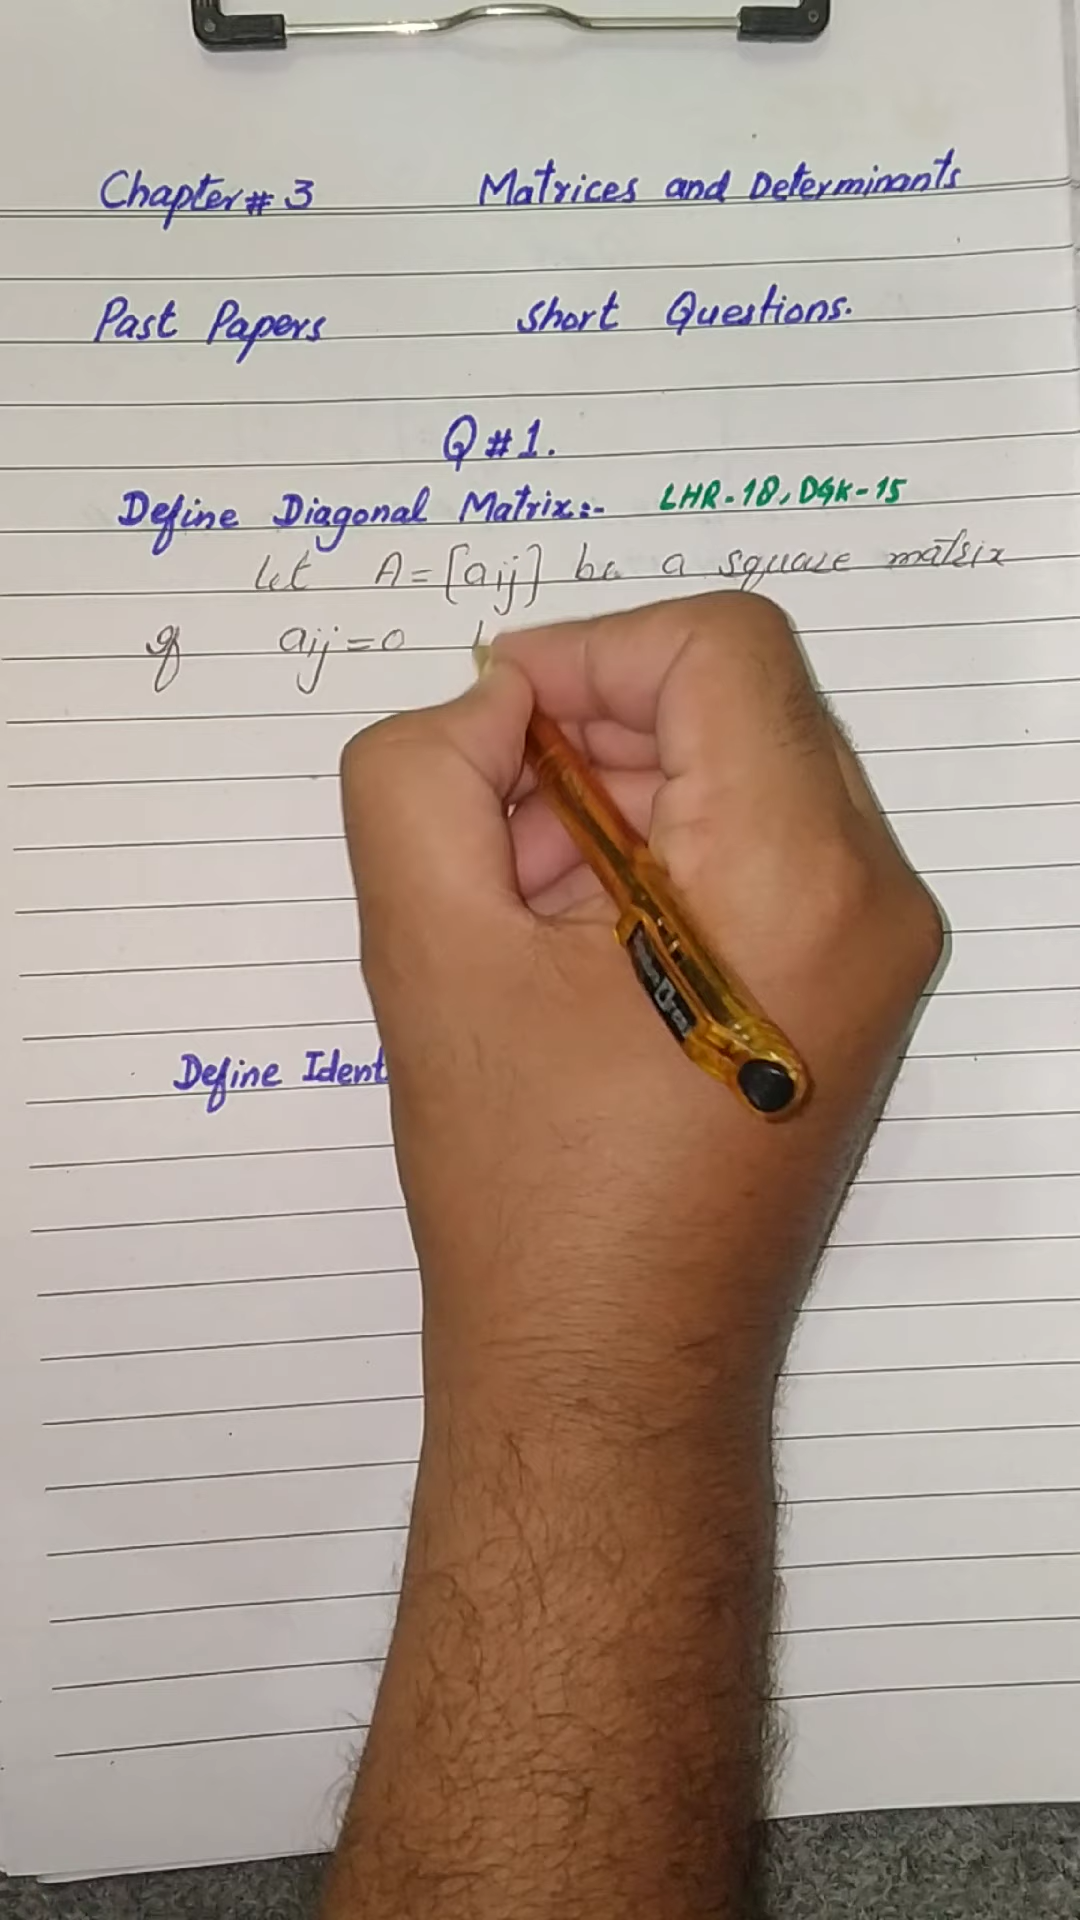 Chapter # 3 Matrices and Determinants
Past Papers Short Questions.
Q # 1.
Define Diagonal Matrix:- LHR-18, DGK-15
Let A = [aij] be a square matrix
If aij = 0
Define Ident